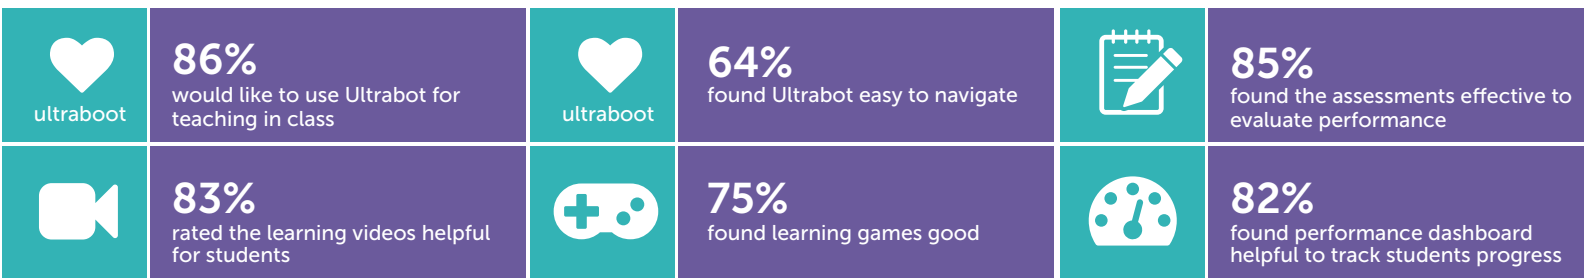 ultraboot
86%
would like to use Ultrabot for
teaching in class
ultraboot
64%
found Ultrabot easy to navigate
85%
found the assessments effective to
evaluate performance
83%
rated the learning videos helpful
for students
75%
found learning games good
82%
found performance dashboard
helpful to track students progress